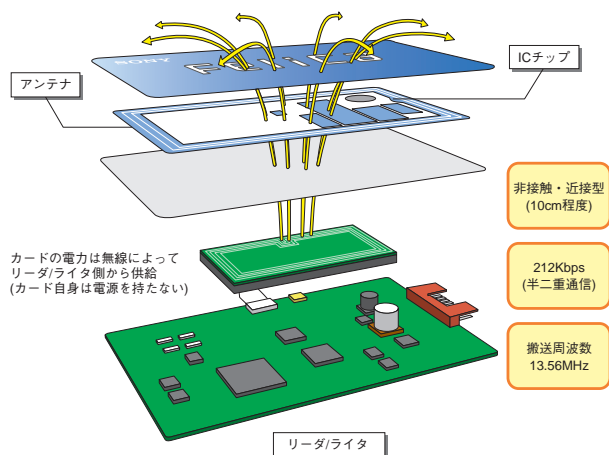 SONY
FeliCa
アンテナ
ICチップ
非接触・近接型
(10cm程度)
カードの電力は無線によって
リーダ/ライタ側から供給
(カード自身は電源を持たない)
212Kbps
(半二重通信)
搬送周波数
13.56MHz
リーダ/ライタ